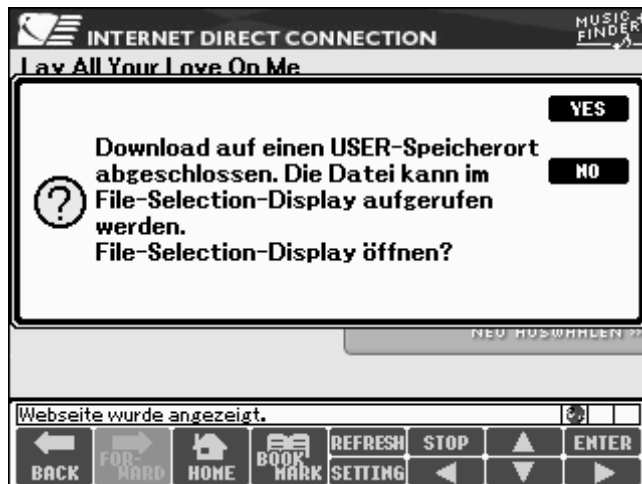 INTERNET DIRECT CONNECTION
MUSIC FINDER
Lay All Your Love On Me
YES
Download auf einen USER-Speicherort
abgeschlossen. Die Datei kann im
NO
File-Selection-Display aufgerufen
werden.
File-Selection-Display öffnen?
NEU AUSWÄHLEN »
Webseite wurde angezeigt.
BACK
FOR-WARD
HOME
BOOK MARK
REFRESH
STOP
ENTER
SETTING